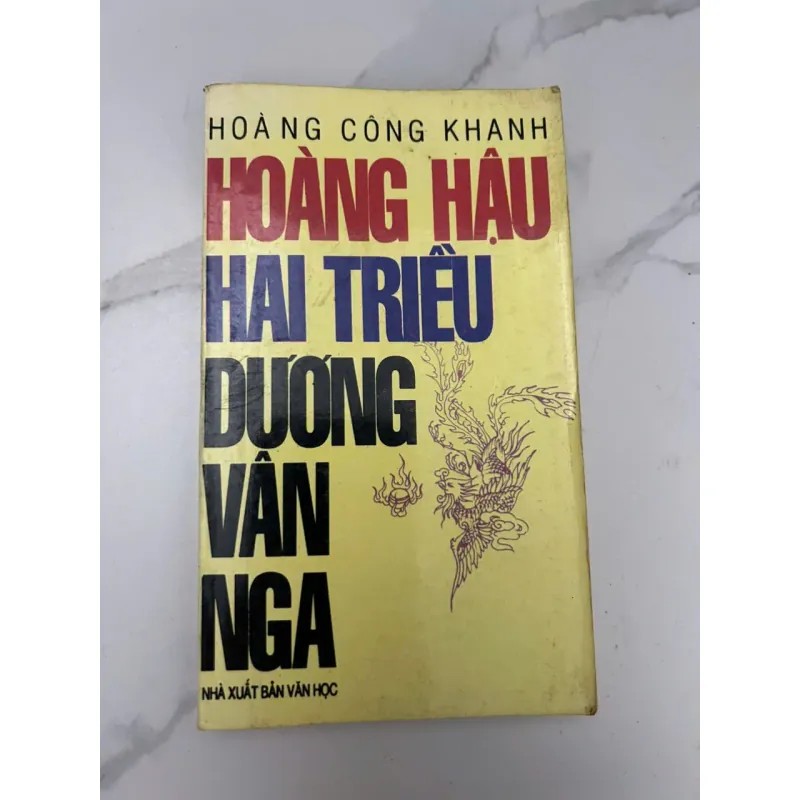 HOÀNG CÔNG KHANH
HOÀNG HẬU
HAI TRIỀU
DƯƠNG
VÂN
NGA
NHÀ XUẤT BẢN VĂN HỌC